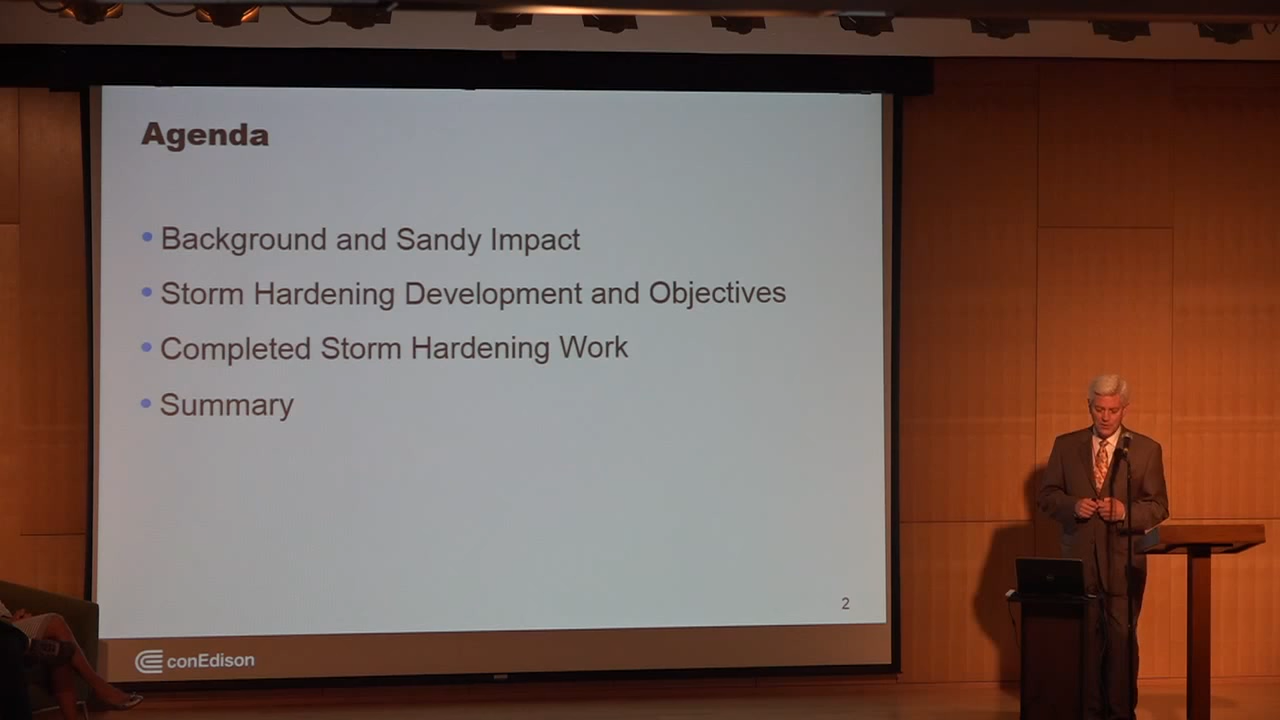 Agenda
• Background and Sandy Impact
• Storm Hardening Development and Objectives
• Completed Storm Hardening Work
• Summary
2
conEdison